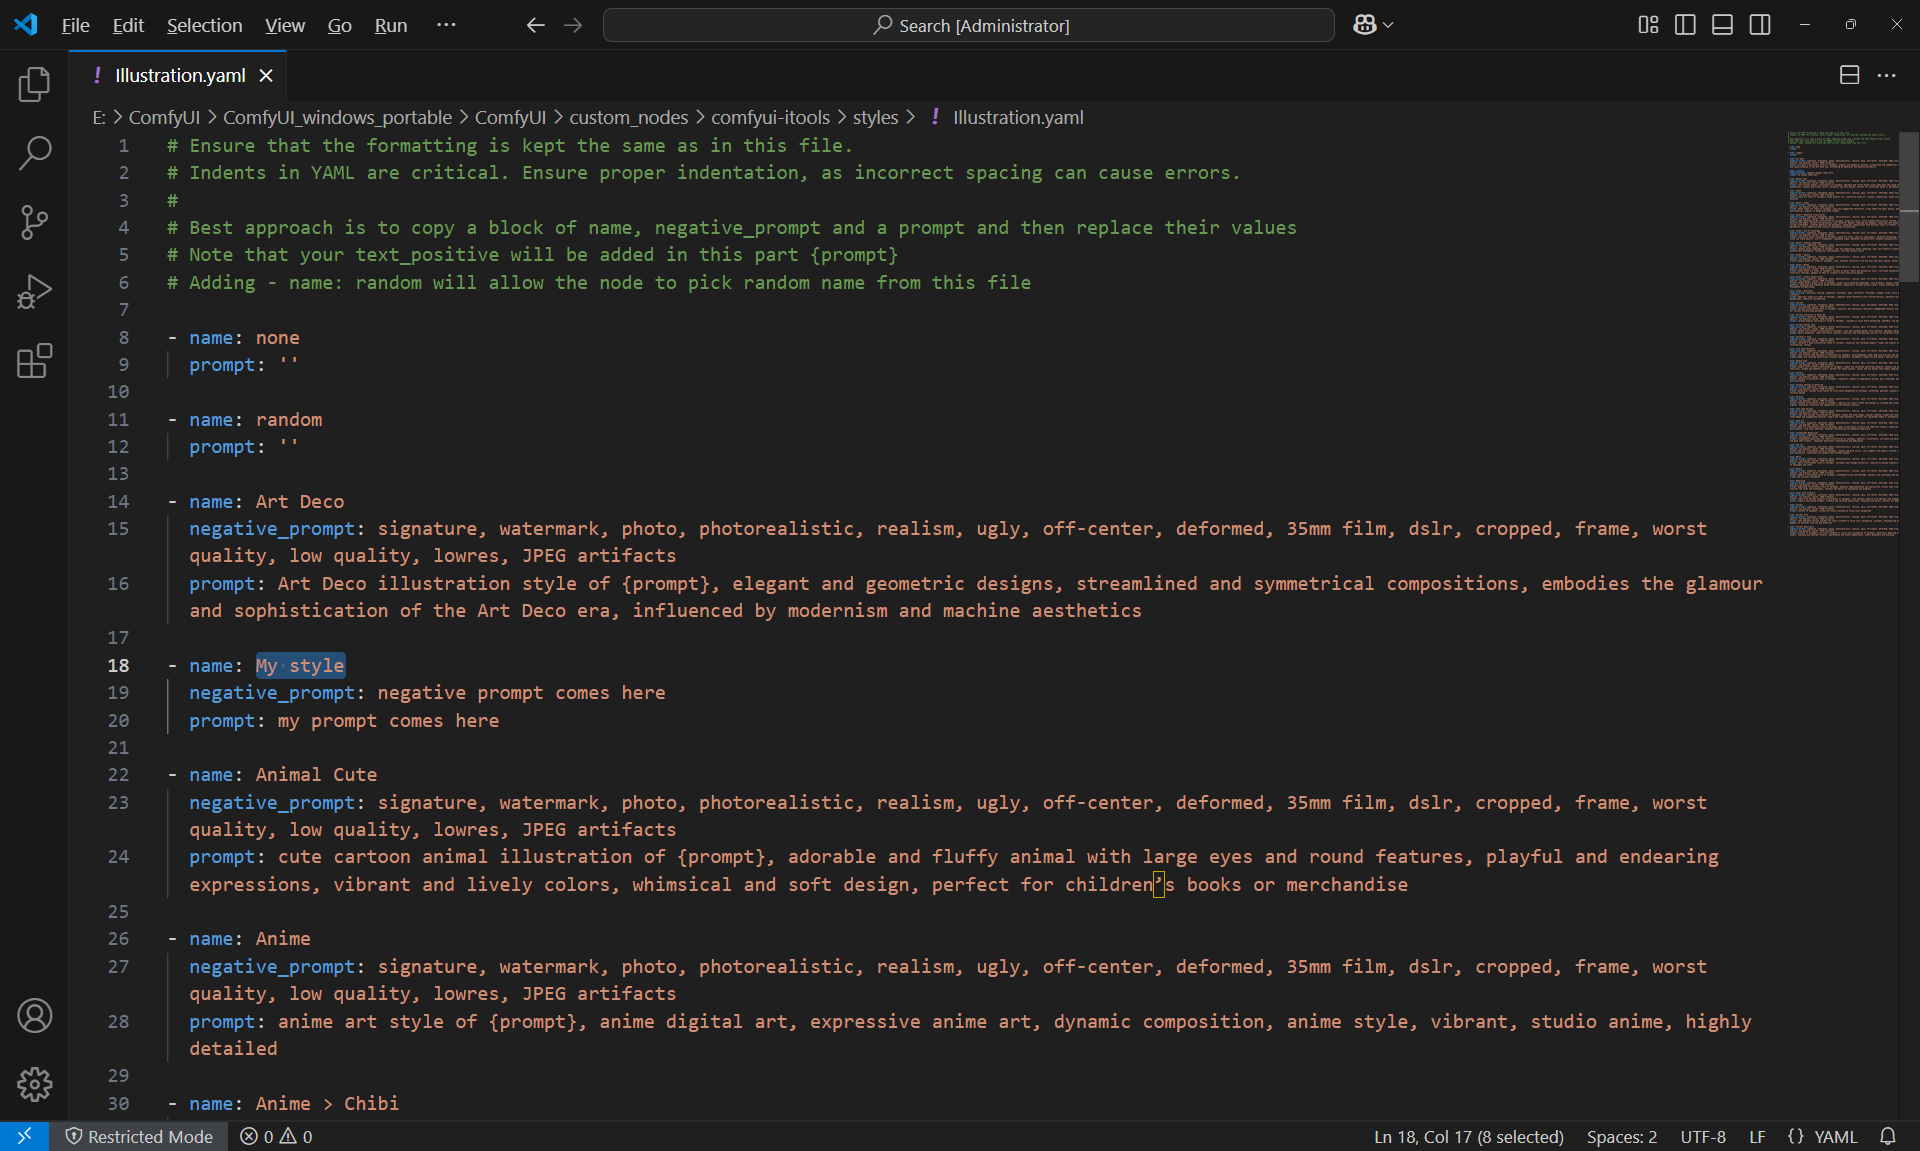 File Edit Selection View Go Run ··· Search [Administrator]
! Illustration.yaml
E: > ComfyUI > ComfyUI_windows_portable > ComfyUI > custom_nodes > comfyui-itools > styles > ! Illustration.yaml
1 # Ensure that the formatting is kept the same as in this file.
2 # Indents in YAML are critical. Ensure proper indentation, as incorrect spacing can cause errors.
3 #
4 # Best approach is to copy a block of name, negative_prompt and a prompt and then replace their values
5 # Note that your text_positive will be added in this part {prompt}
6 # Adding - name: random will allow the node to pick random name from this file
7
8 - name: none
9 prompt: ''
10
11 - name: random
12 prompt: ''
13
14 - name: Art Deco
15 negative_prompt: signature, watermark, photo, photorealistic, realism, ugly, off-center, deformed, 35mm film, dslr, cropped, frame, worst
quality, low quality, lowres, JPEG artifacts
16 prompt: Art Deco illustration style of {prompt}, elegant and geometric designs, streamlined and symmetrical compositions, embodies the glamour
and sophistication of the Art Deco era, influenced by modernism and machine aesthetics
17
18 - name: My style
19 negative_prompt: negative prompt comes here
20 prompt: my prompt comes here
21
22 - name: Animal Cute
23 negative_prompt: signature, watermark, photo, photorealistic, realism, ugly, off-center, deformed, 35mm film, dslr, cropped, frame, worst
quality, low quality, lowres, JPEG artifacts
24 prompt: cute cartoon animal illustration of {prompt}, adorable and fluffy animal with large eyes and round features, playful and endearing
expressions, vibrant and lively colors, whimsical and soft design, perfect for children’s books or merchandise
25
26 - name: Anime
27 negative_prompt: signature, watermark, photo, photorealistic, realism, ugly, off-center, deformed, 35mm film, dslr, cropped, frame, worst
quality, low quality, lowres, JPEG artifacts
28 prompt: anime art style of {prompt}, anime digital art, expressive anime art, dynamic composition, anime style, vibrant, studio anime, highly
detailed
29
30 - name: Anime > Chibi
Restricted Mode 0 0 Ln 18, Col 17 (8 selected) Spaces: 2 UTF-8 LF {} YAML